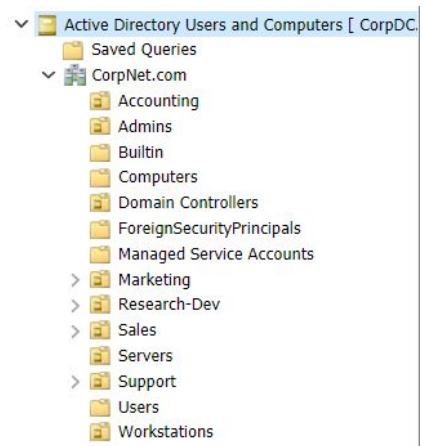 Active Directory Users and Computers [ CorpDC.
Saved Queries
CorpNet.com
Accounting
Admins
Builtin
Computers
Domain Controllers
ForeignSecurityPrincipals
Managed Service Accounts
Marketing
Research-Dev
Sales
Servers
Support
Users
Workstations